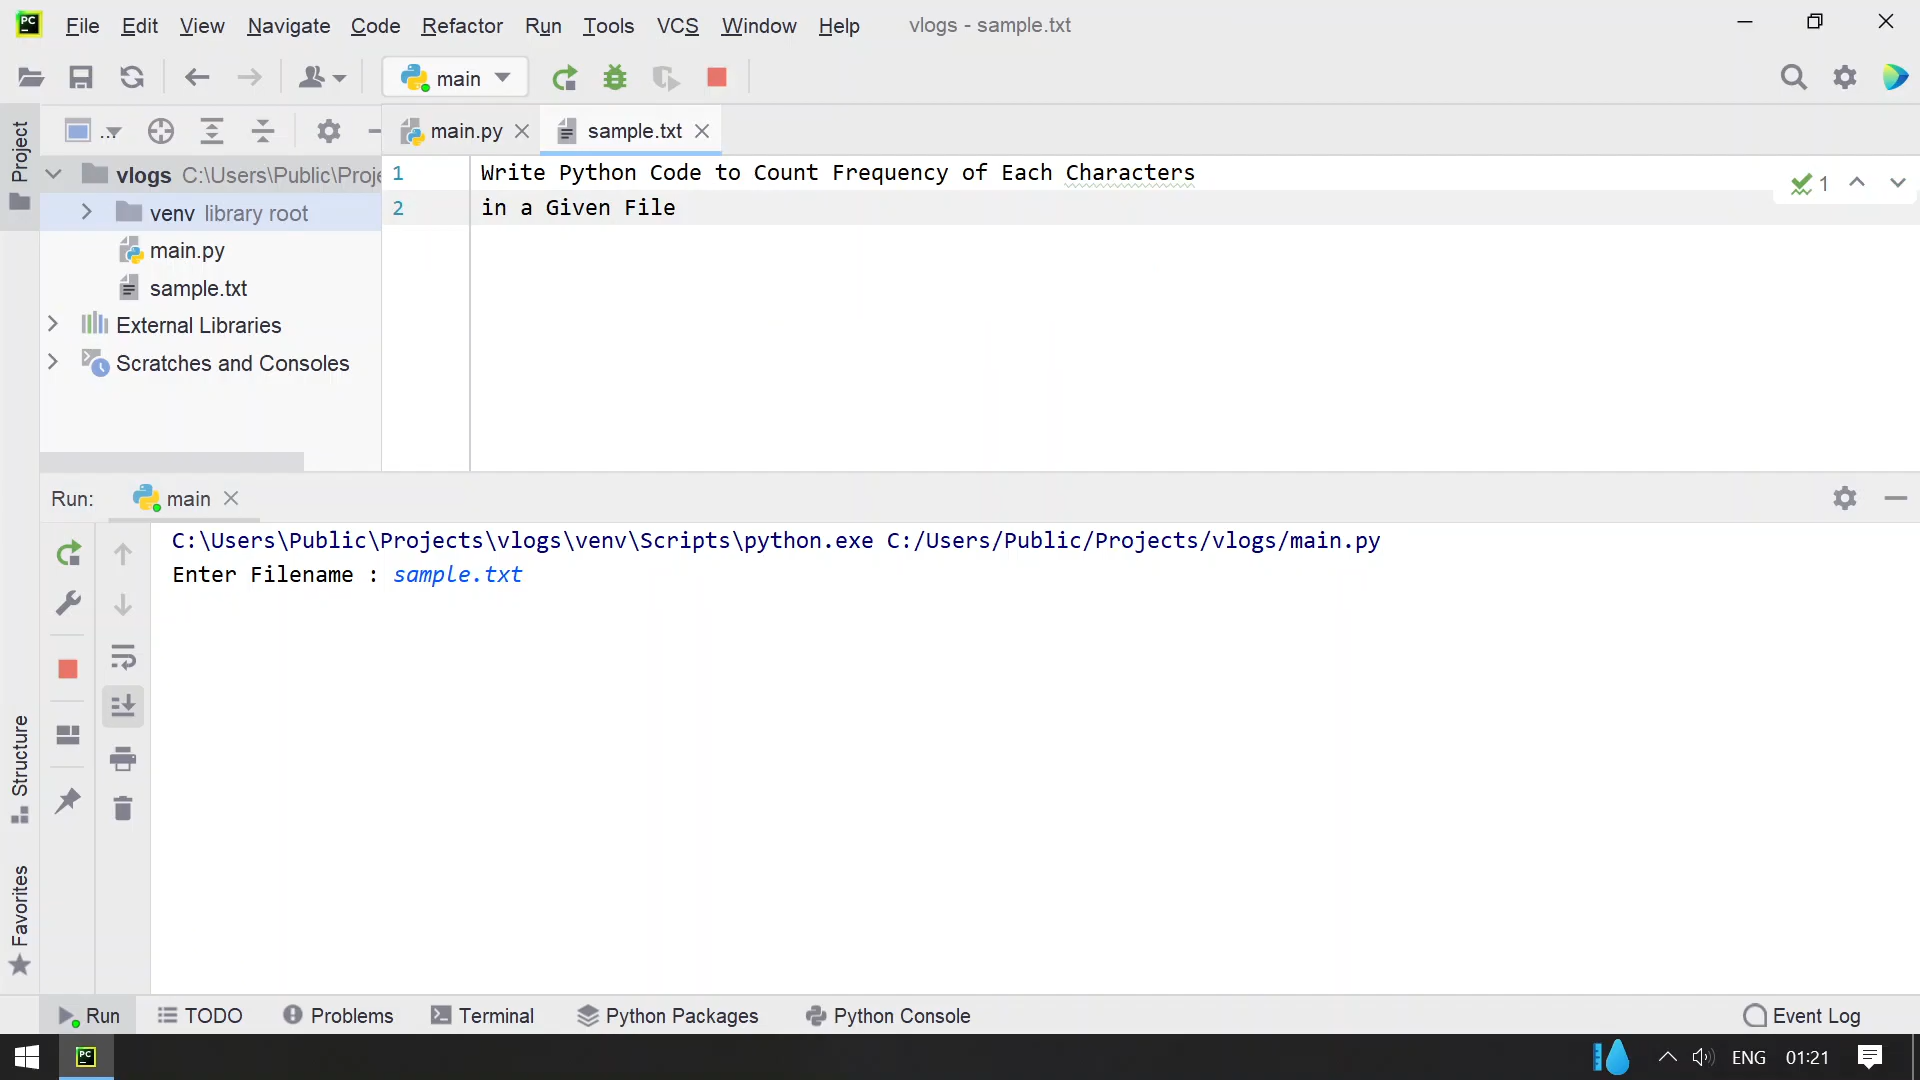 File Edit View Navigate Code Refactor Run Tools VCS Window Help vlogs - sample.txt
main
Project
...
main.py
sample.txt
vlogs C:\Users\Public\Proje
venv library root
main.py
sample.txt
External Libraries
Scratches and Consoles
1 Write Python Code to Count Frequency of Each Characters
2 in a Given File
1
Run: main
C:\Users\Public\Projects\vlogs\venv\Scripts\python.exe C:/Users/Public/Projects/vlogs/main.py
Enter Filename : sample.txt
Structure
Favorites
Run TODO Problems Terminal Python Packages Python Console Event Log
PC
ENG 01:21